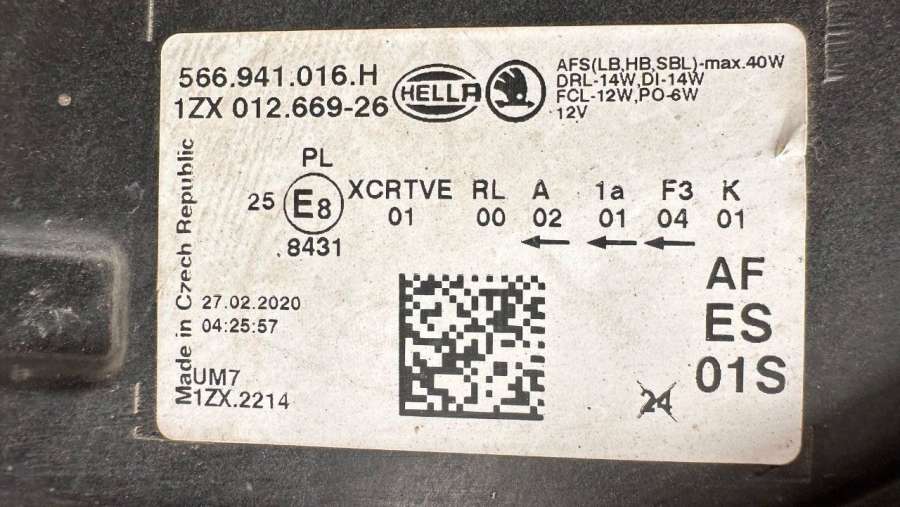 566.941.016.H
1ZX 012.669-26
HELLA
AFS(LB,HB,SBL)-max.40W
DRL-14W,DI-14W
FCL-12W,PO-6W
12V
PL
25 E8 XCRTVE RL A 1a F3 K
01 00 02 01 04 01
8431
Made in Czech Republic
27.02.2020
04:25:57
UM7
1ZX.2214
AF
ES
01S
24